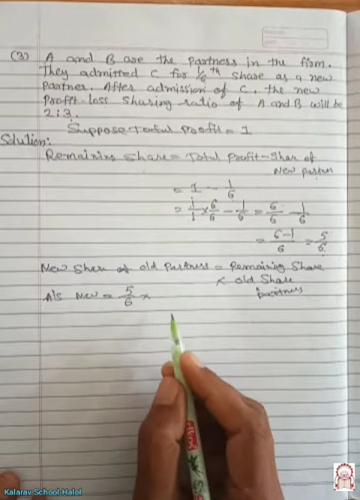 (3) A and B are the Partners in the firm.
They admitted C for 1/6th share as a new
Partner. After admission of C, the new
Profit-loss sharing ratio of A and B will be
2:3.
Suppose Total Profit = 1
Solution:
Remaining share = Total Profit - Share of
New Partner
= 1 - 1/6
= 1/1 × 6/6 - 1/6 = 6/6 - 1/6
= 6-1/6 = 5/6
New Share of old Partners = Remaining Share
× old Share
Partners
A's New = 5/6 ×
Kalarav School Halol